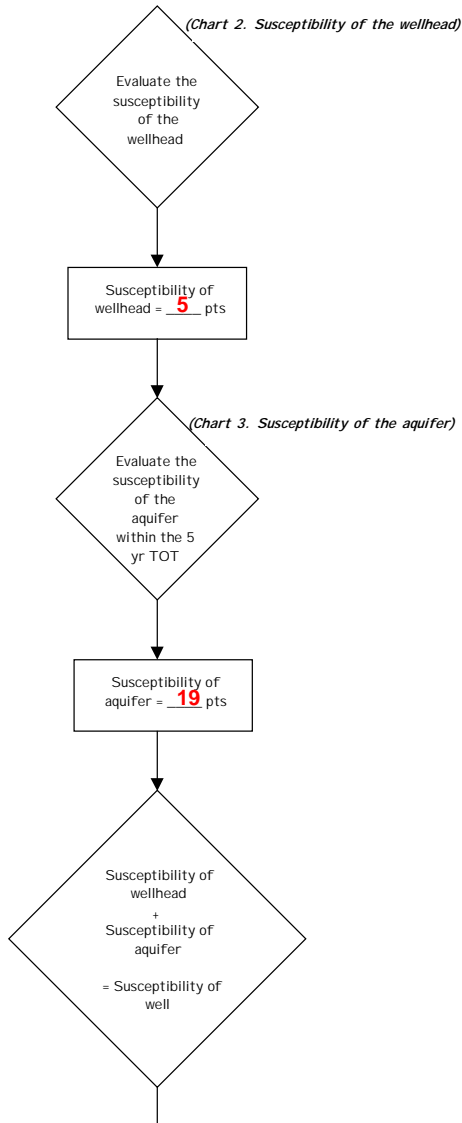 (Chart 2. Susceptibility of the wellhead)
Evaluate the
susceptibility
of the
wellhead
Susceptibility of
wellhead = __5__ pts
(Chart 3. Susceptibility of the aquifer)
Evaluate the
susceptibility
of the
aquifer
within the 5
yr TOT
Susceptibility of
aquifer = __19__ pts
Susceptibility of
wellhead
+
Susceptibility of
aquifer
= Susceptibility of
well